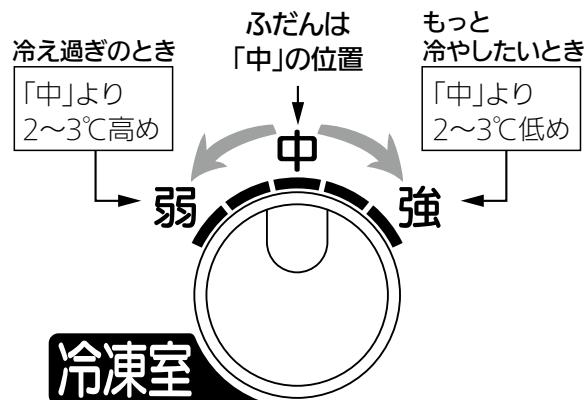 冷え過ぎのとき
「中」より
2〜3℃高め
ふだんは
「中」の位置
もっと
冷やしたいとき
「中」より
2〜3℃低め
弱
中
強
冷凍室